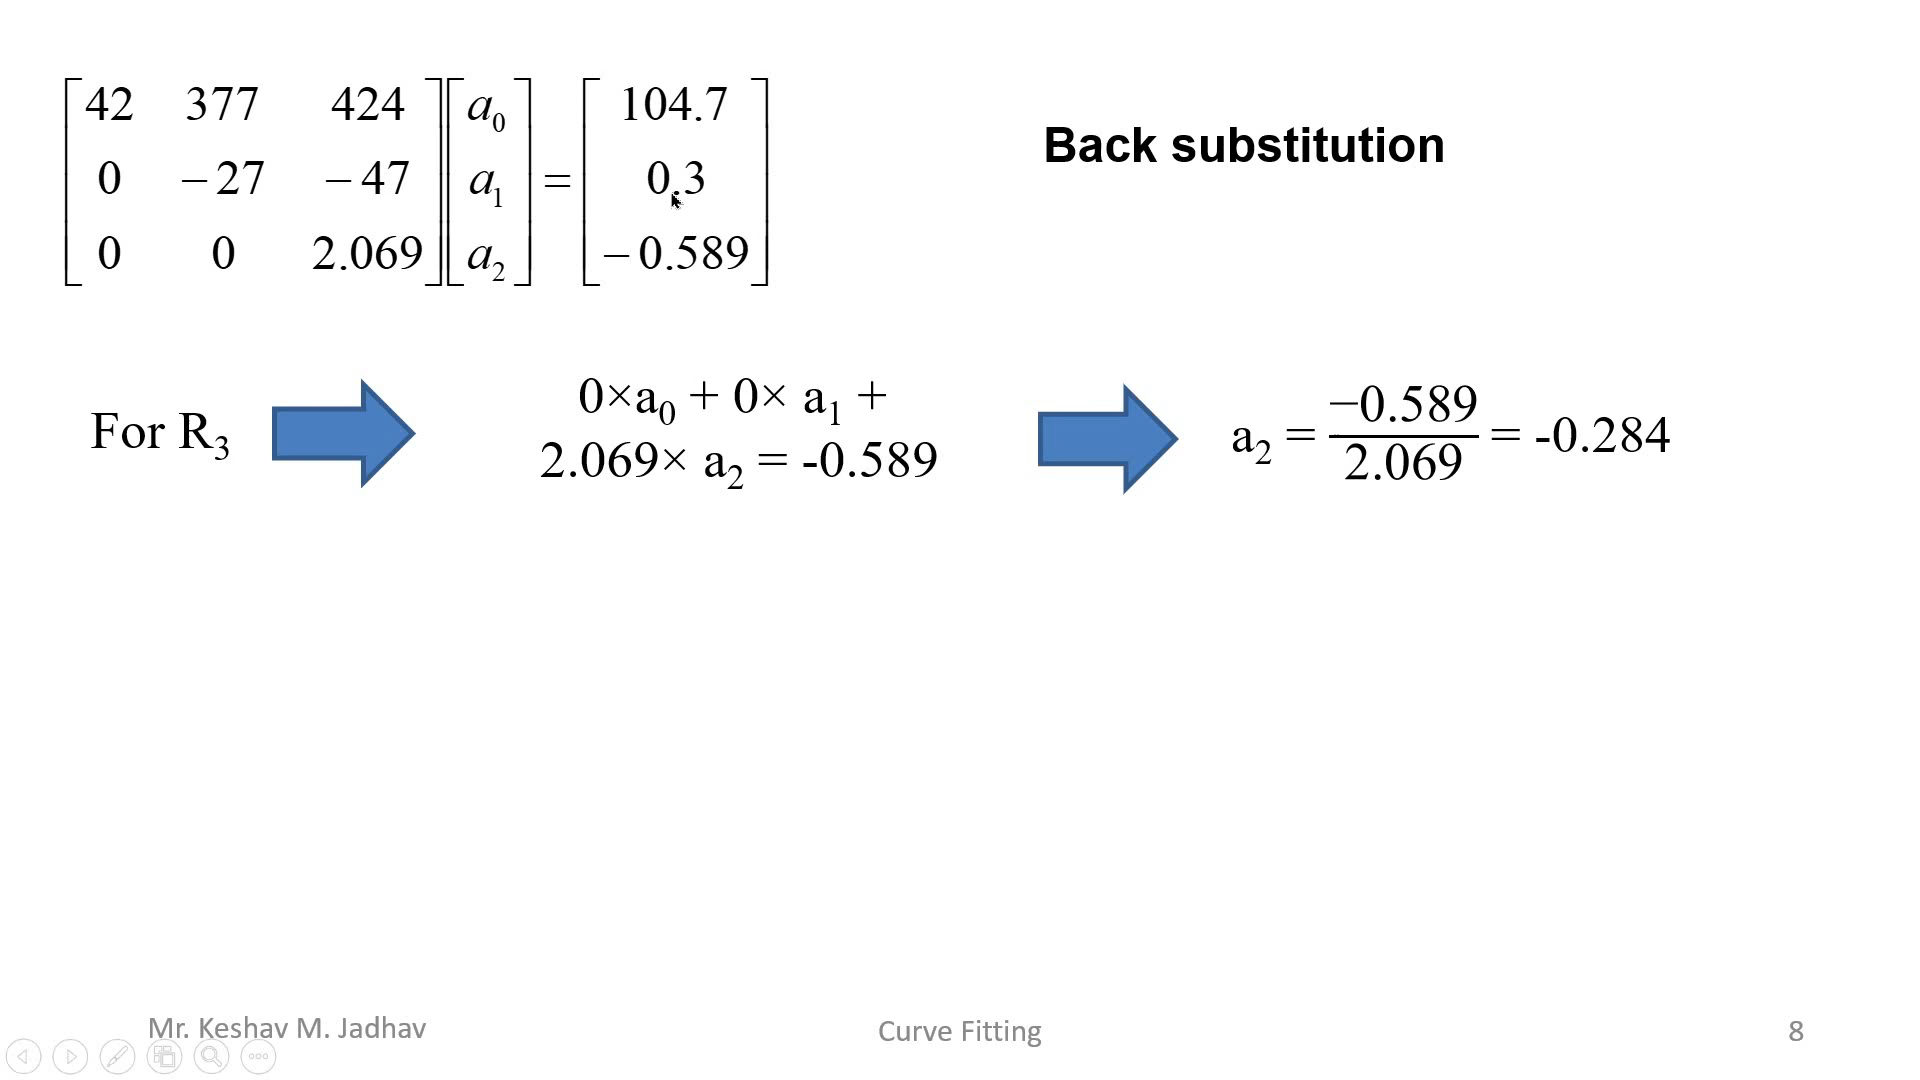 42 377 424 a₀ 104.7
0 −27 −47 a₁ = 0.3
0 0 2.069 a₂ −0.589
Back substitution
For R₃
0×a₀ + 0× a₁ +
2.069× a₂ = -0.589
a₂ = −0.589/2.069 = -0.284
Mr. Keshav M. Jadhav
Curve Fitting
8